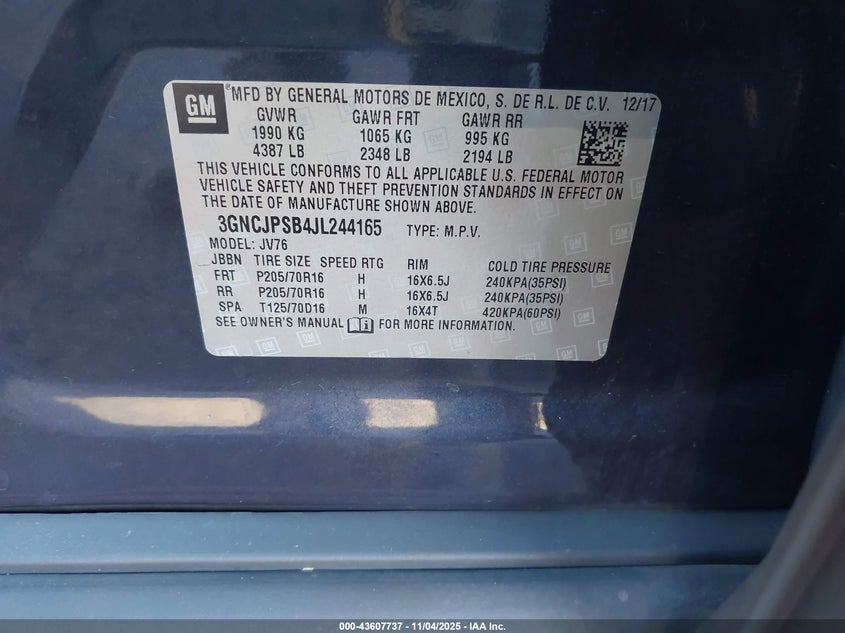 GM ®MFD BY GENERAL MOTORS DE MEXICO, S. DE R.L. DE C.V. 12/17
GVWR GAWR FRT GAWR RR
1990 KG 1065 KG 995 KG
4387 LB 2348 LB 2194 LB
THIS VEHICLE CONFORMS TO ALL APPLICABLE U.S. FEDERAL MOTOR
VEHICLE SAFETY AND THEFT PREVENTION STANDARDS IN EFFECT ON
THE DATE OF MANUFACTURE SHOWN ABOVE.
3GNCJPSB4JL244165 TYPE: M.P.V.
MODEL: JV76
JBBN TIRE SIZE SPEED RTG RIM COLD TIRE PRESSURE
FRT P205/70R16 H 16X6.5J 240KPA(35PSI)
RR P205/70R16 H 16X6.5J 240KPA(35PSI)
SPA T125/70D16 M 16X4T 420KPA(60PSI)
SEE OWNER'S MANUAL i FOR MORE INFORMATION.
000-43607737 - 11/04/2025 - IAA Inc.